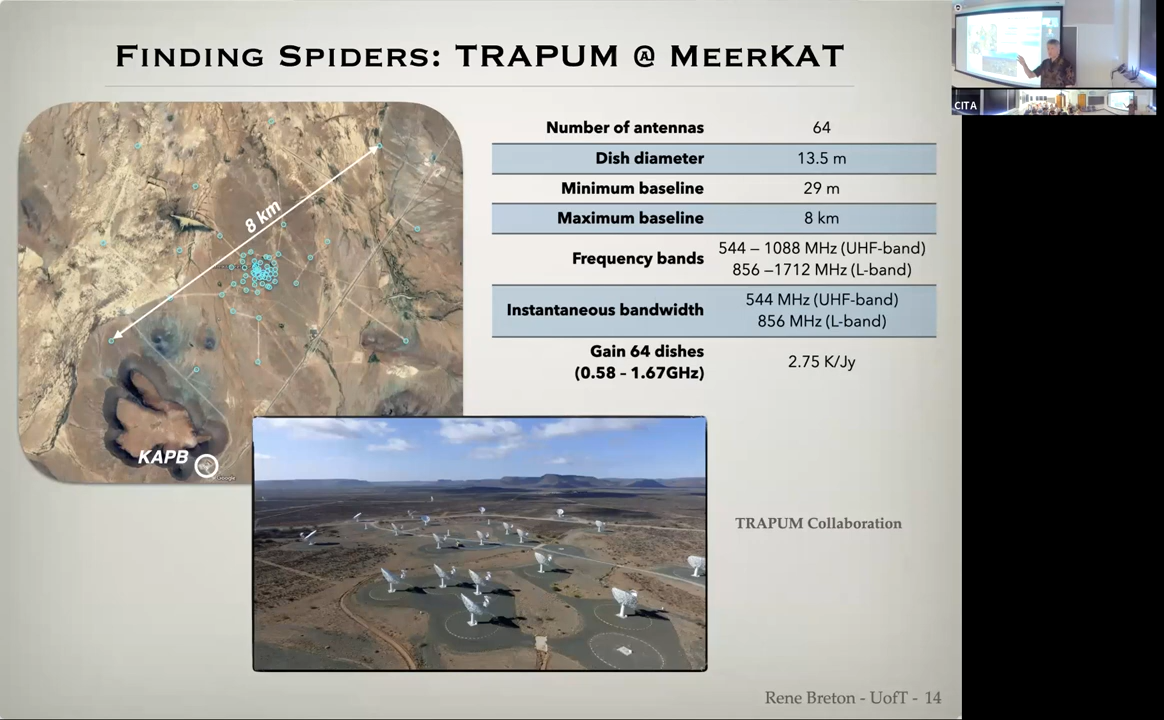 FINDING SPIDERS: TRAPUM @ MEERKAT
8 km
KAPB
Google
Number of antennas 64
Dish diameter 13.5 m
Minimum baseline 29 m
Maximum baseline 8 km
Frequency bands 544 – 1088 MHz (UHF-band)
856 –1712 MHz (L-band)
Instantaneous bandwidth 544 MHz (UHF-band)
856 MHz (L-band)
Gain 64 dishes
(0.58 – 1.67GHz) 2.75 K/Jy
TRAPUM Collaboration
Rene Breton - UofT - 14
CITA